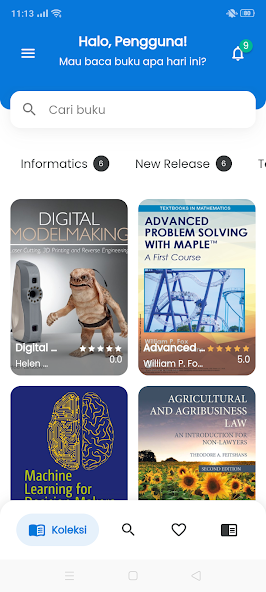 11:13
Halo, Pengguna!
Mau baca buku apa hari ini?
9
Cari buku
Informatics 6
New Release 6
DIGITAL
MODELMAKING
Laser Cutting, 3D Printing and Reverse Engineering
Digital ...
0.0
Helen ...
TEXTBOOKS IN MATHEMATICS
ADVANCED
PROBLEM SOLVING
WITH MAPLE™
A First Course
William P. Fox
Advanced ...
5.0
William P. Fo...
Machine
Learning for
AGRICULTURAL
AND AGRIBUSINESS
LAW
AN INTRODUCTION
FOR NON-LAWYERS
THEODORE A. FEITSHANS
SECOND EDITION
Koleksi